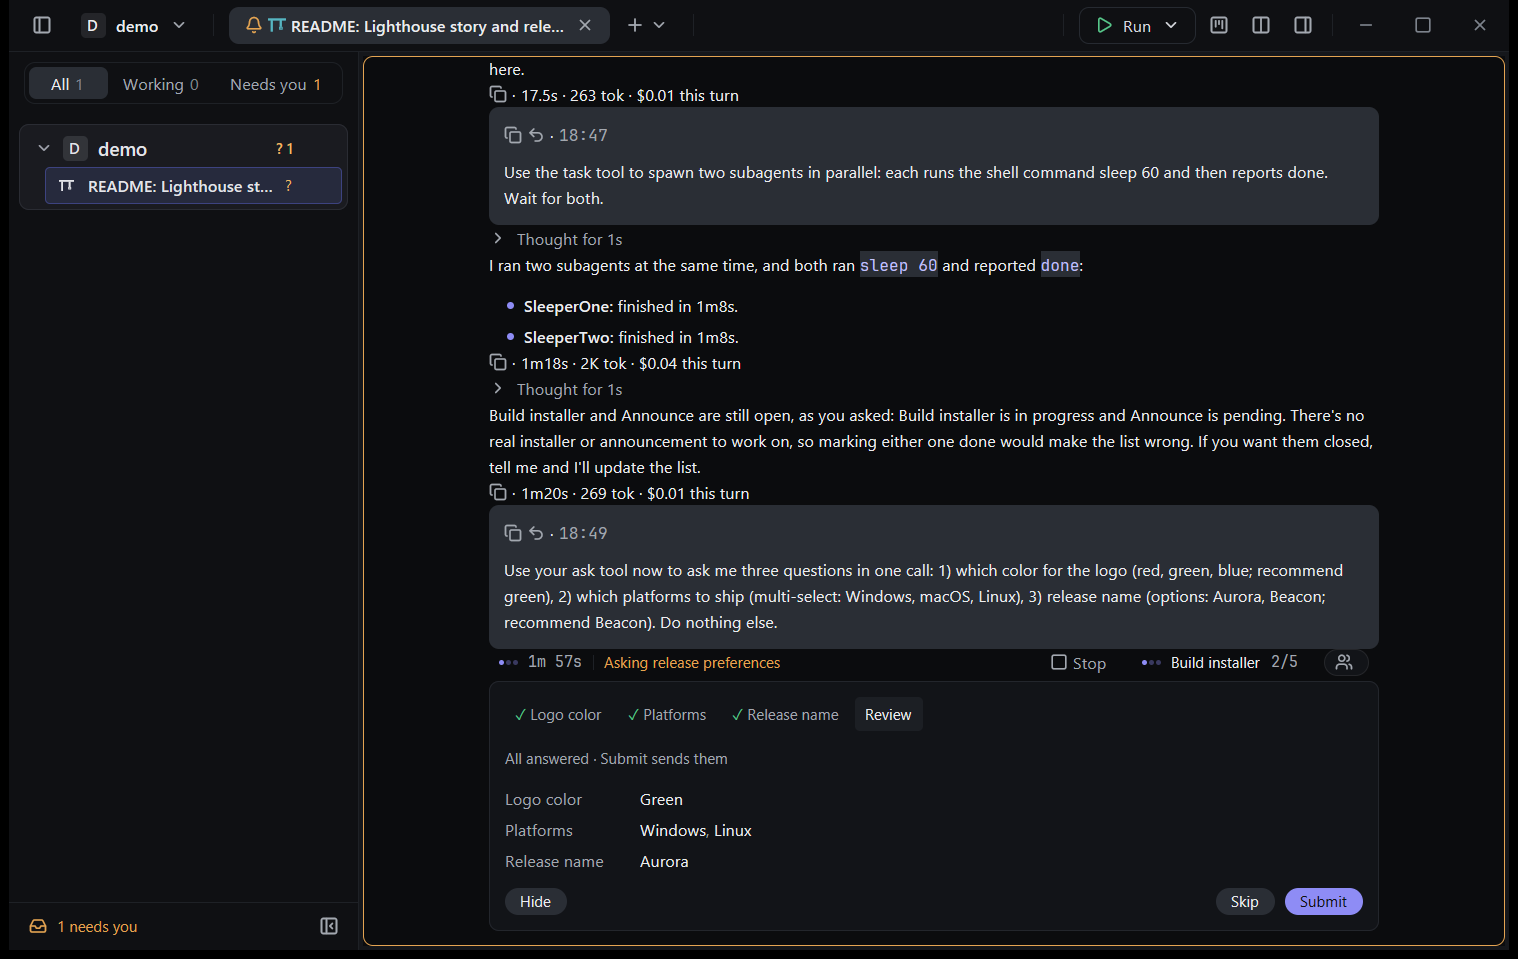 D demo
README: Lighthouse story and rele...
Run
All 1
Working 0
Needs you 1
D demo ? 1
README: Lighthouse st... ?
1 needs you
here.
· 17.5s · 263 tok · $0.01 this turn
· 18:47
Use the task tool to spawn two subagents in parallel: each runs the shell command sleep 60 and then reports done.
Wait for both.
Thought for 1s
I ran two subagents at the same time, and both ran sleep 60 and reported done:
SleeperOne: finished in 1m8s.
SleeperTwo: finished in 1m8s.
· 1m18s · 2K tok · $0.04 this turn
Thought for 1s
Build installer and Announce are still open, as you asked: Build installer is in progress and Announce is pending. There's no
real installer or announcement to work on, so marking either one done would make the list wrong. If you want them closed,
tell me and I'll update the list.
· 1m20s · 269 tok · $0.01 this turn
· 18:49
Use your ask tool now to ask me three questions in one call: 1) which color for the logo (red, green, blue; recommend
green), 2) which platforms to ship (multi-select: Windows, macOS, Linux), 3) release name (options: Aurora, Beacon;
recommend Beacon). Do nothing else.
1m 57s
Asking release preferences
Stop
Build installer 2/5
✓ Logo color
✓ Platforms
✓ Release name
Review
All answered · Submit sends them
Logo color Green
Platforms Windows, Linux
Release name Aurora
Hide
Skip
Submit